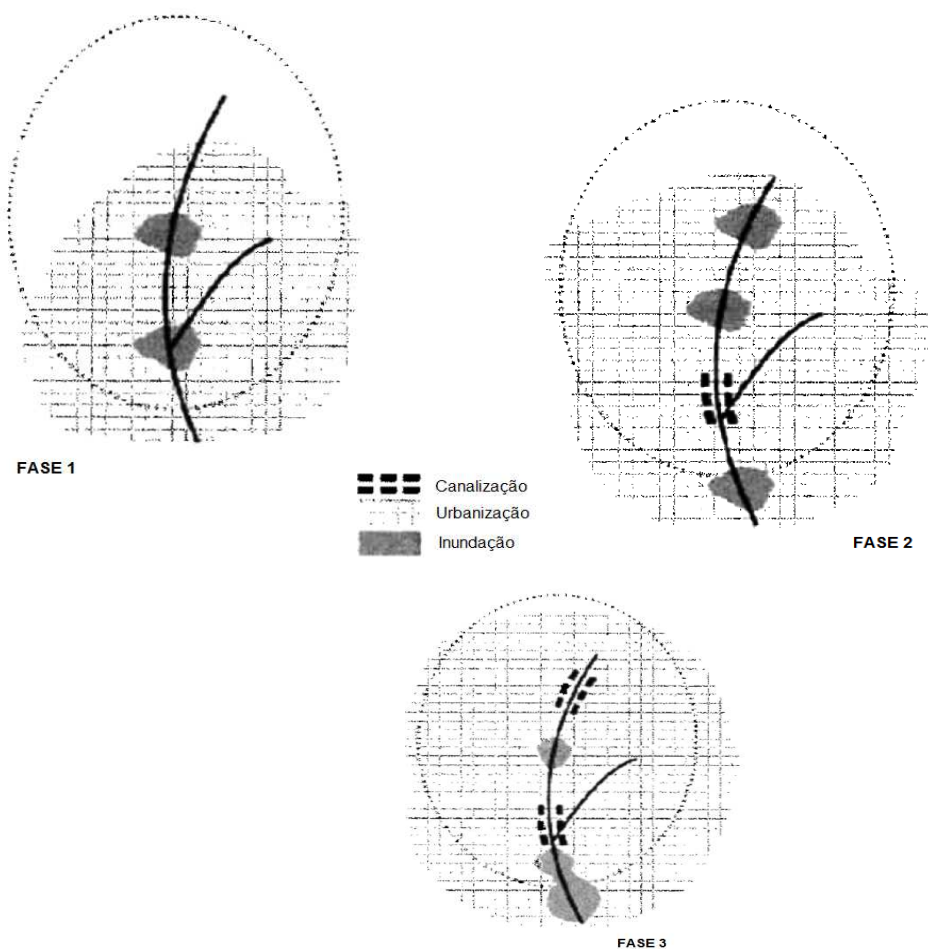 FASE 1
Canalização
Urbanização
Inundação
FASE 2
FASE 3